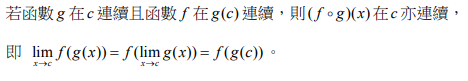 若函數 g 在 c 連續且函數 f 在 g(c) 連續，則(f∘g)(x)在 c 亦連續，
即 lim_{x→c} f(g(x)) = f(lim_{x→c} g(x)) = f(g(c))。